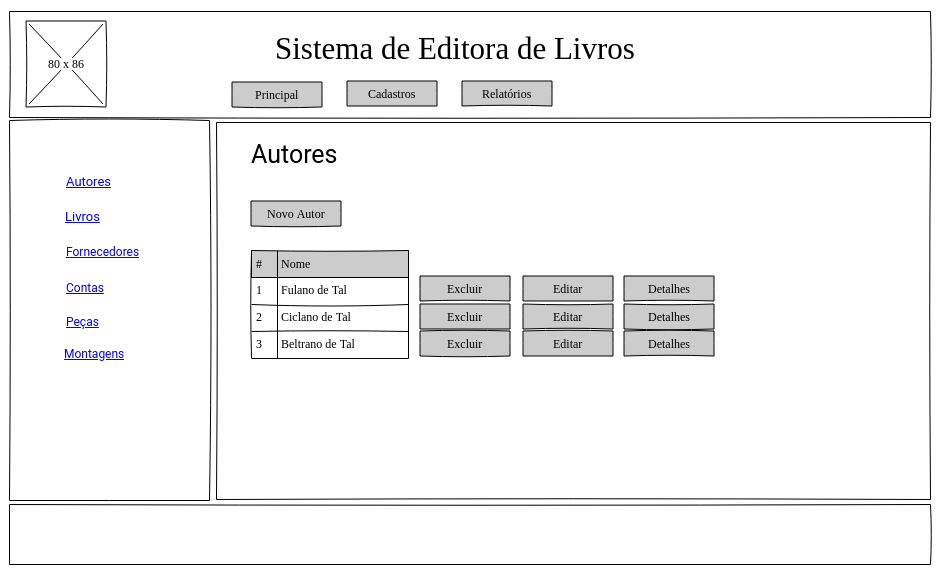 80 x 86
Sistema de Editora de Livros
Principal
Cadastros
Relatórios
Autores
Livros
Fornecedores
Contas
Peças
Montagens
Autores
Novo Autor
# Nome
1 Fulano de Tal Excluir Editar Detalhes
2 Ciclano de Tal Excluir Editar Detalhes
3 Beltrano de Tal Excluir Editar Detalhes